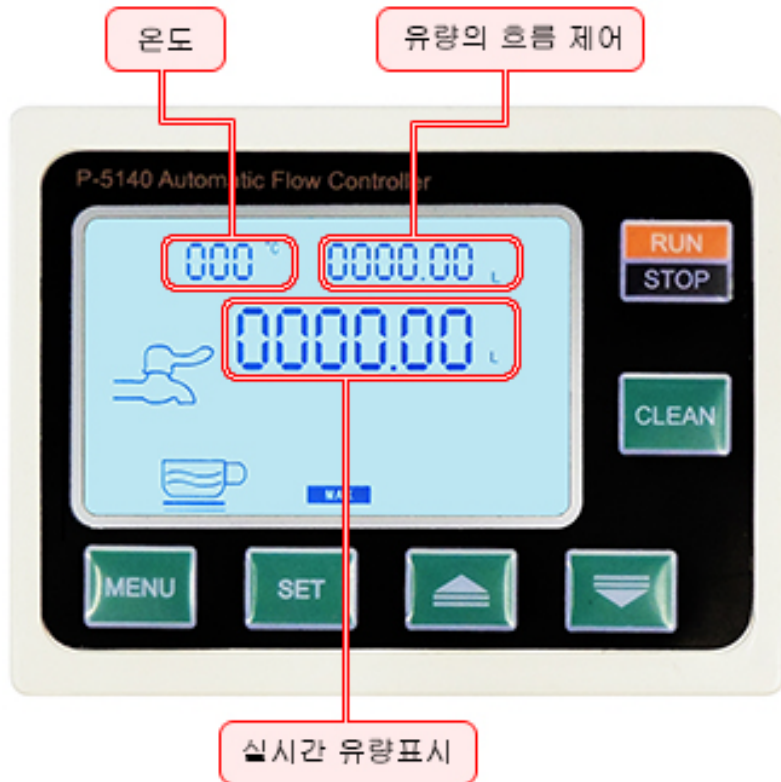 온도
유량의 흐름 제어
P-5140 Automatic Flow Controller
000 °C
0000.00 L
RUN
STOP
0000.00 L
CLEAN
MENU
SET
실시간 유량표시